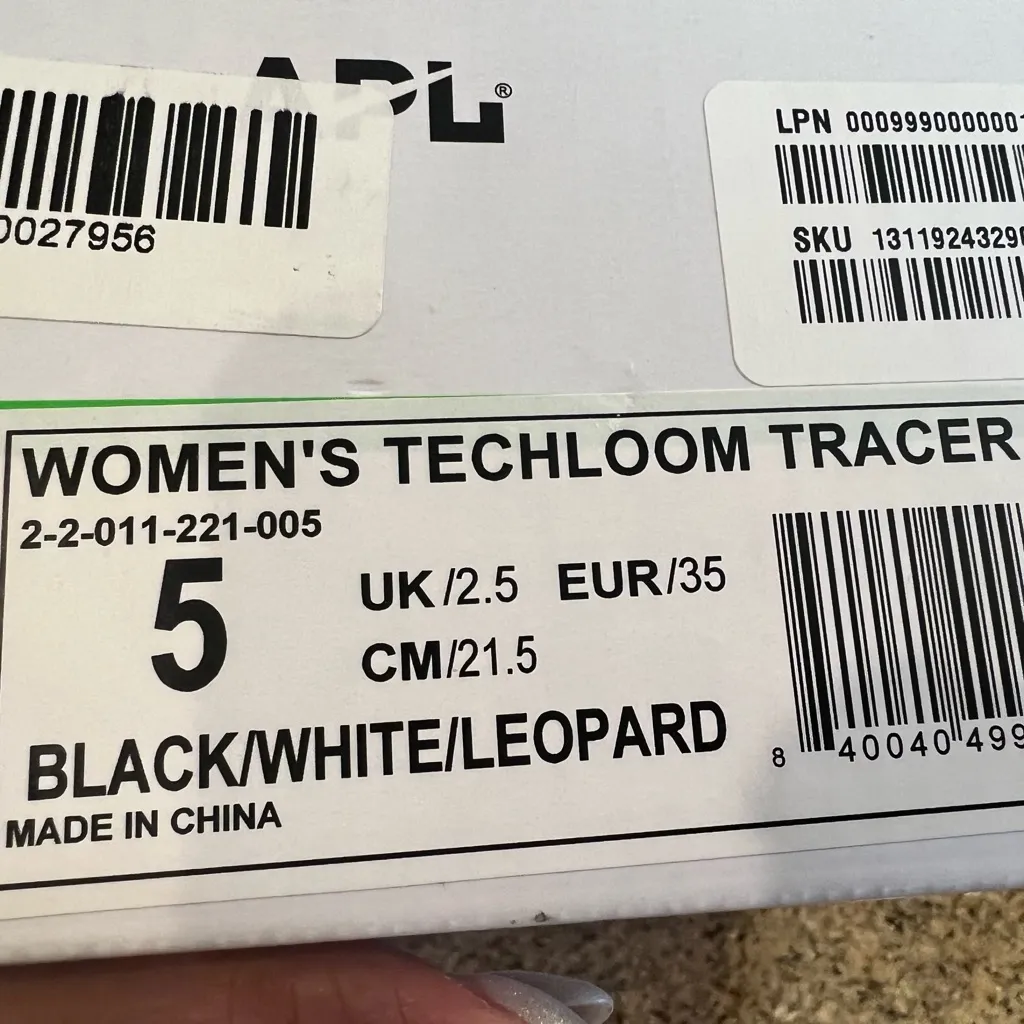 APL®
0027956
LPN 000999000000
SKU 1311924329
WOMEN'S TECHLOOM TRACER
2-2-011-221-005
5
UK/2.5 EUR/35
CM/21.5
BLACK/WHITE/LEOPARD
MADE IN CHINA
8 40040 499